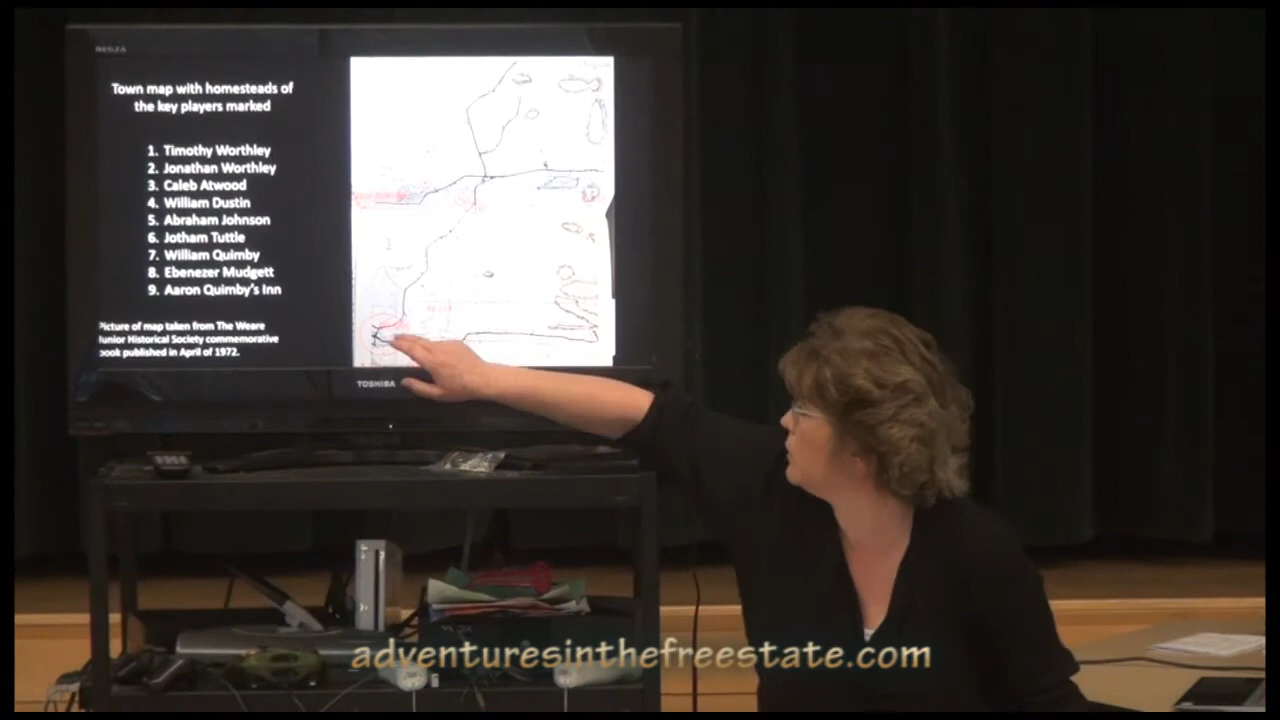 REGZA
Town map with homesteads of
the key players marked
1. Timothy Worthley
2. Jonathan Worthley
3. Caleb Atwood
4. William Dustin
5. Abraham Johnson
6. Jotham Tuttle
7. William Quimby
8. Ebenezer Mudgett
9. Aaron Quimby's Inn
Picture of map taken from The Weare
Junior Historical Society commemorative
book published in April of 1972.
TOSHIBA
adventuresinthefreestate.com